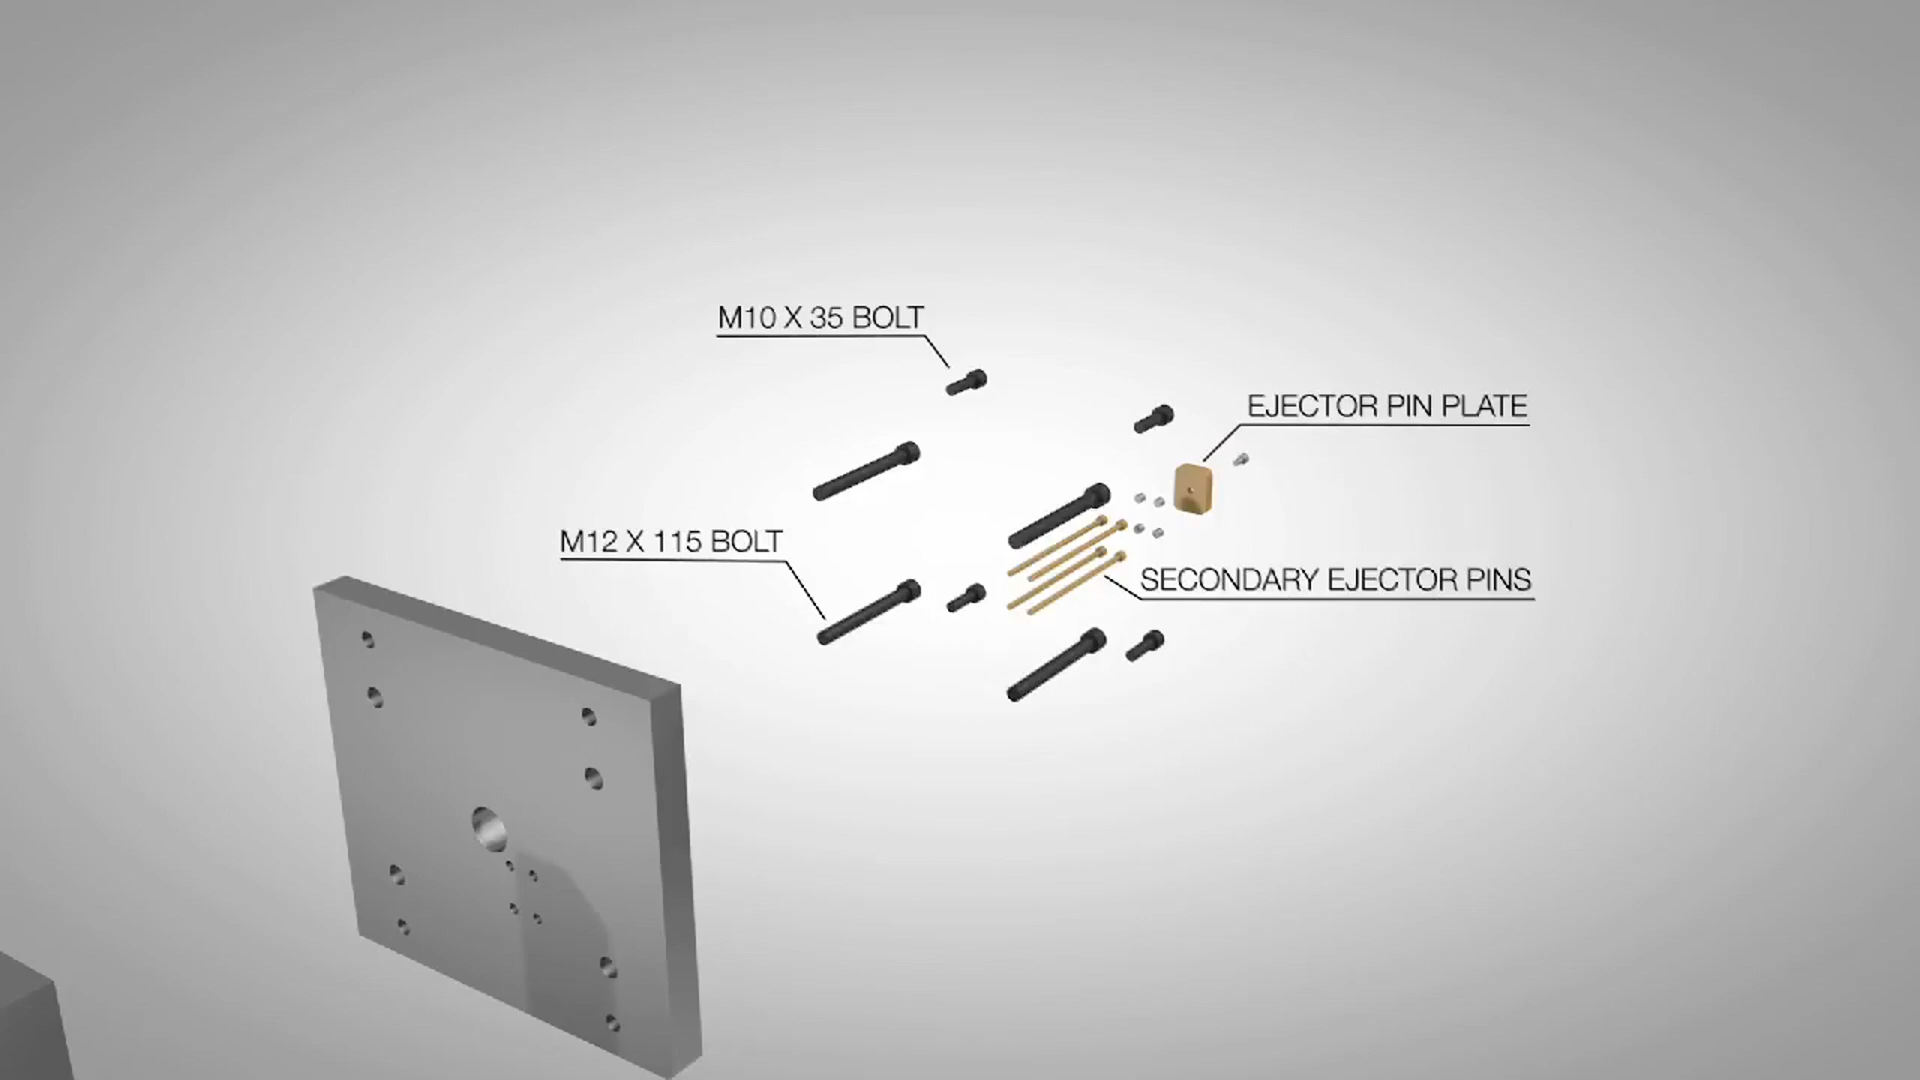 M10 X 35 BOLT
EJECTOR PIN PLATE
M12 X 115 BOLT
SECONDARY EJECTOR PINS